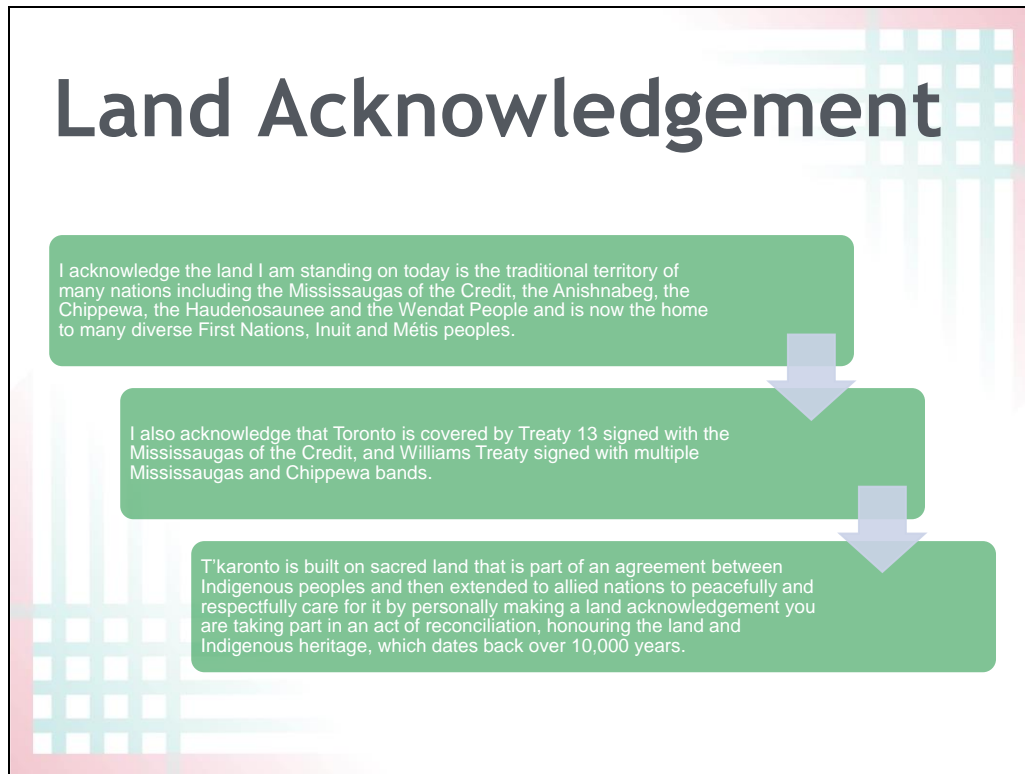 Land Acknowledgement
I acknowledge the land I am standing on today is the traditional territory of
many nations including the Mississaugas of the Credit, the Anishnabeg, the
Chippewa, the Haudenosaunee and the Wendat People and is now the home
to many diverse First Nations, Inuit and Métis peoples.
I also acknowledge that Toronto is covered by Treaty 13 signed with the
Mississaugas of the Credit, and Williams Treaty signed with multiple
Mississaugas and Chippewa bands.
T’karonto is built on sacred land that is part of an agreement between
Indigenous peoples and then extended to allied nations to peacefully and
respectfully care for it by personally making a land acknowledgement you
are taking part in an act of reconciliation, honouring the land and
Indigenous heritage, which dates back over 10,000 years.